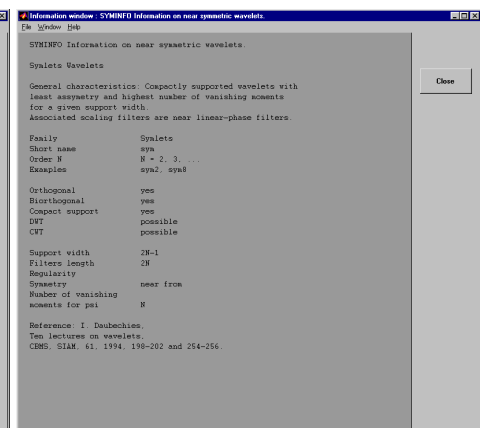 Information window : SYMINFO Information on near symmetric wavelets.
File Window Help
SYMINFO Information on near symmetric wavelets.
Symlets Wavelets
General characteristics: Compactly supported wavelets with
least assymetry and highest number of vanishing moments
for a given support width.
Associated scaling filters are near linear-phase filters.
Family Symlets
Short name sym
Order N N = 2, 3, ...
Examples sym2, sym8
Orthogonal yes
Biorthogonal yes
Compact support yes
DWT possible
CWT possible
Support width 2N-1
Filters length 2N
Regularity
Symmetry near from
Number of vanishing
moments for psi N
Reference: I. Daubechies,
Ten lectures on wavelets,
CBMS, SIAM, 61, 1994, 198-202 and 254-256.
Close